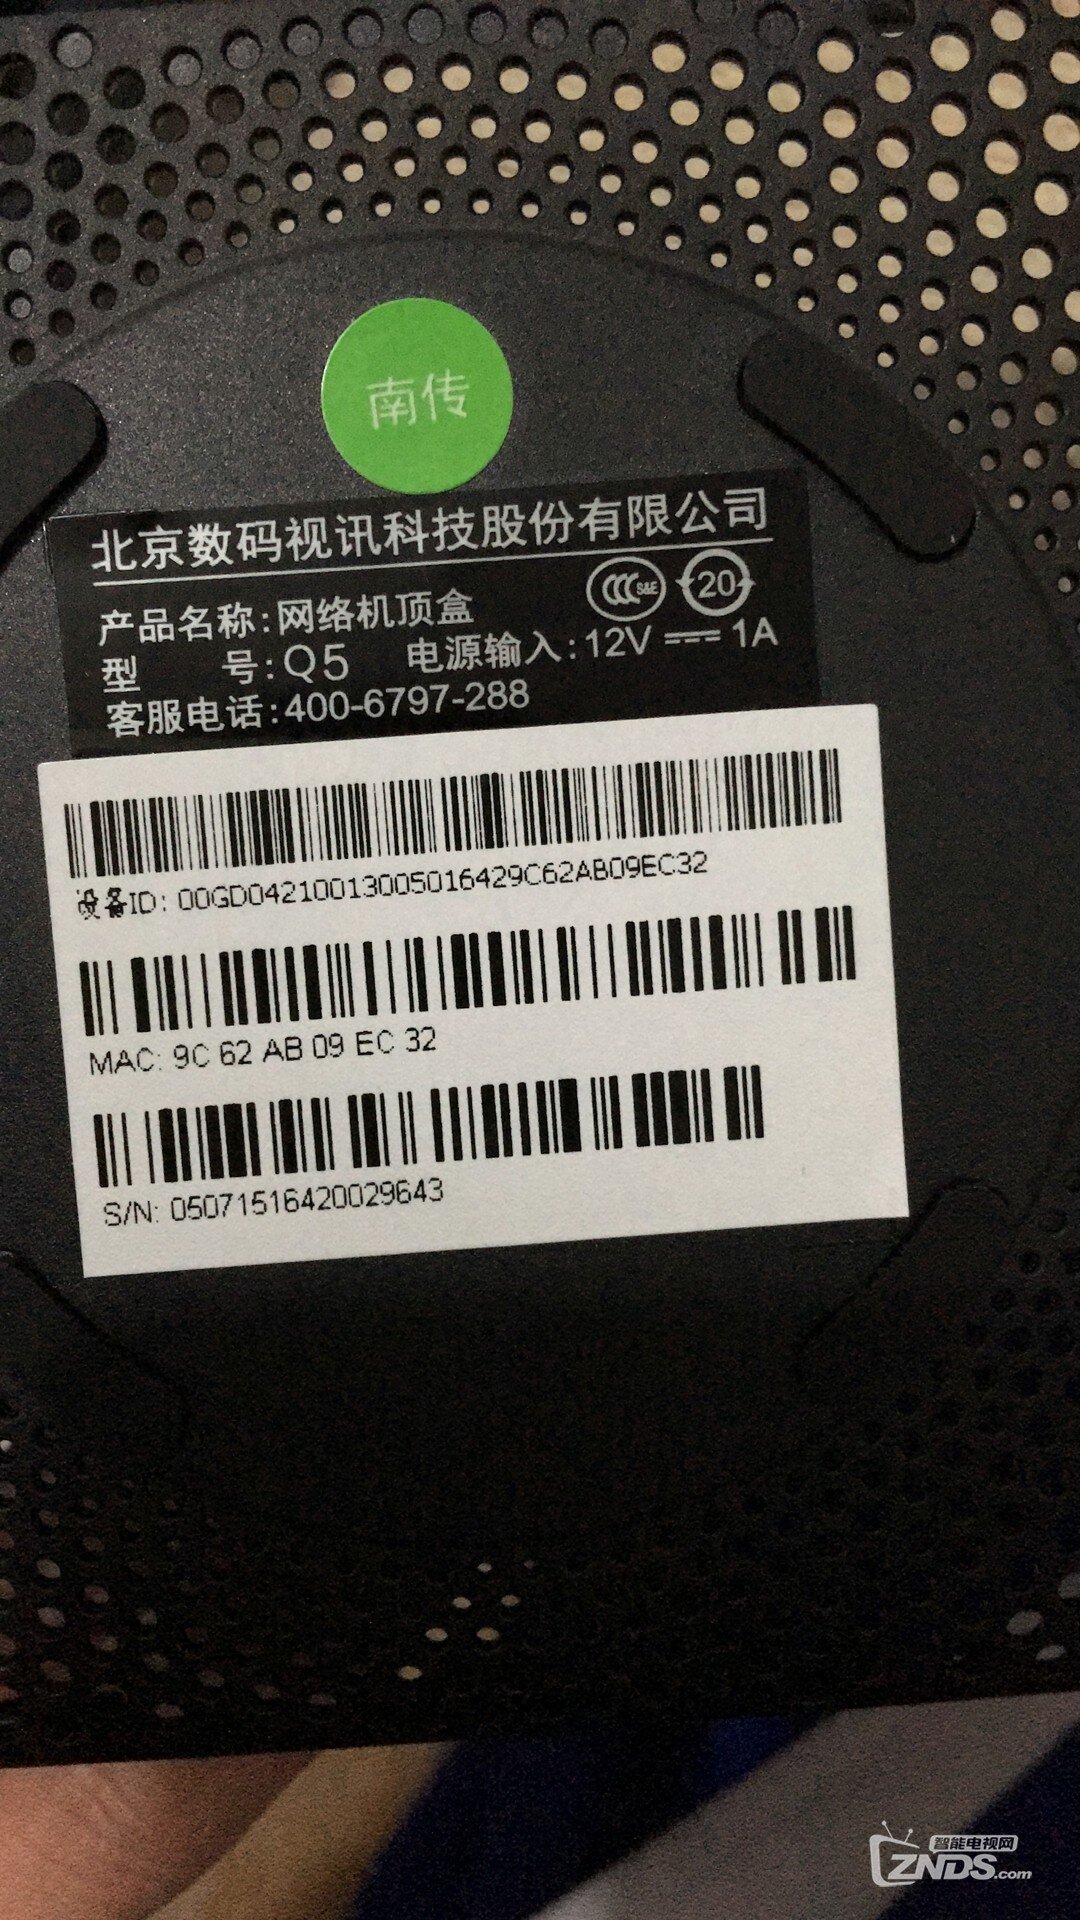 南传
北京数码视讯科技股份有限公司
产品名称:网络机顶盒
CCC S&E 20
型 号:Q5 电源输入:12V 1A
客服电话:400-6797-288
设备ID: 00GD04210013005016429C62AB09EC32
MAC: 9C 62 AB 09 EC 32
S/N: 05071516420029643
智能电视网
ZNDS.com